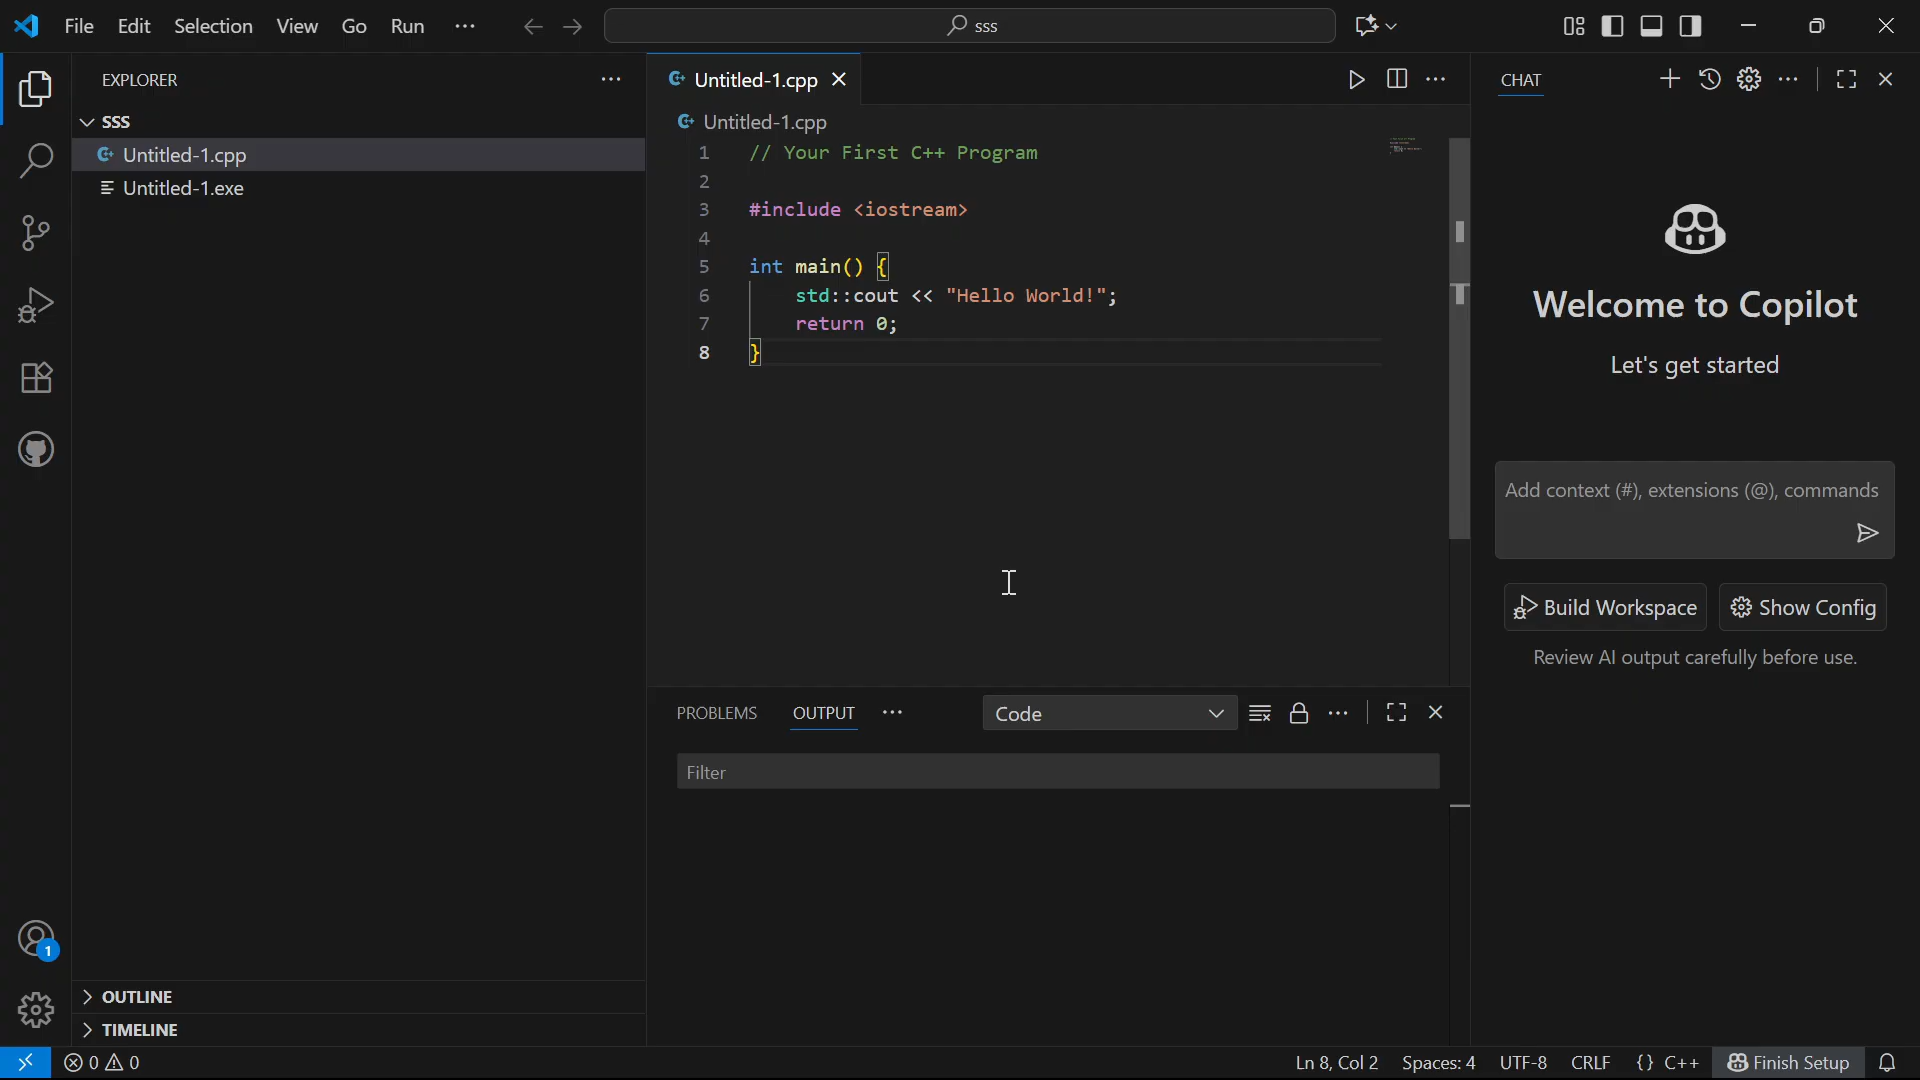 File Edit Selection View Go Run
sss
EXPLORER
SSS
Untitled-1.cpp
Untitled-1.exe
OUTLINE
TIMELINE
Untitled-1.cpp
Untitled-1.cpp
1 // Your First C++ Program
2
3 #include <iostream>
4
5 int main() {
6 std::cout << "Hello World!";
7 return 0;
8 }
PROBLEMS OUTPUT
Code
Filter
CHAT
Welcome to Copilot
Let's get started
Add context (#), extensions (@), commands
Build Workspace
Show Config
Review AI output carefully before use.
1
0 0
Ln 8, Col 2 Spaces: 4 UTF-8 CRLF {} C++ Finish Setup